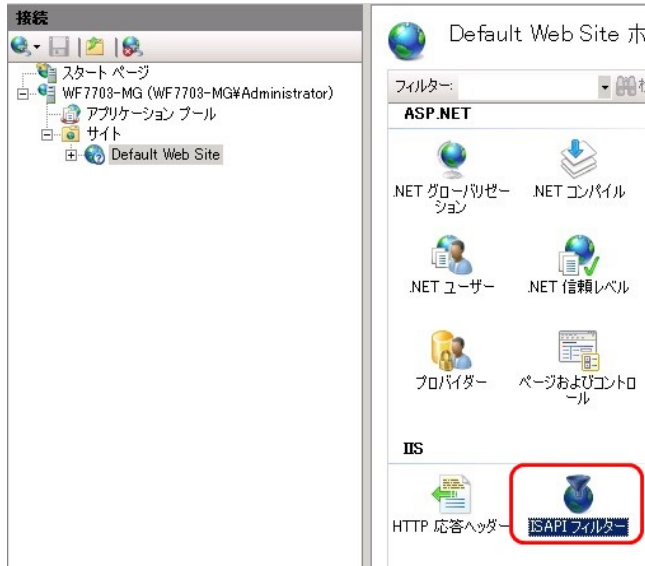 接続
スタート ページ
WF7703-MG (WF7703-MG¥Administrator)
アプリケーション プール
サイト
Default Web Site
Default Web Site ホ
フィルター:
ASP.NET
.NET グローバリゼー
ション
.NET コンパイル
.NET ユーザー
.NET 信頼レベル
プロバイダー
ページおよびコントロ
ール
IIS
HTTP 応答ヘッダー
ISAPI フィルター